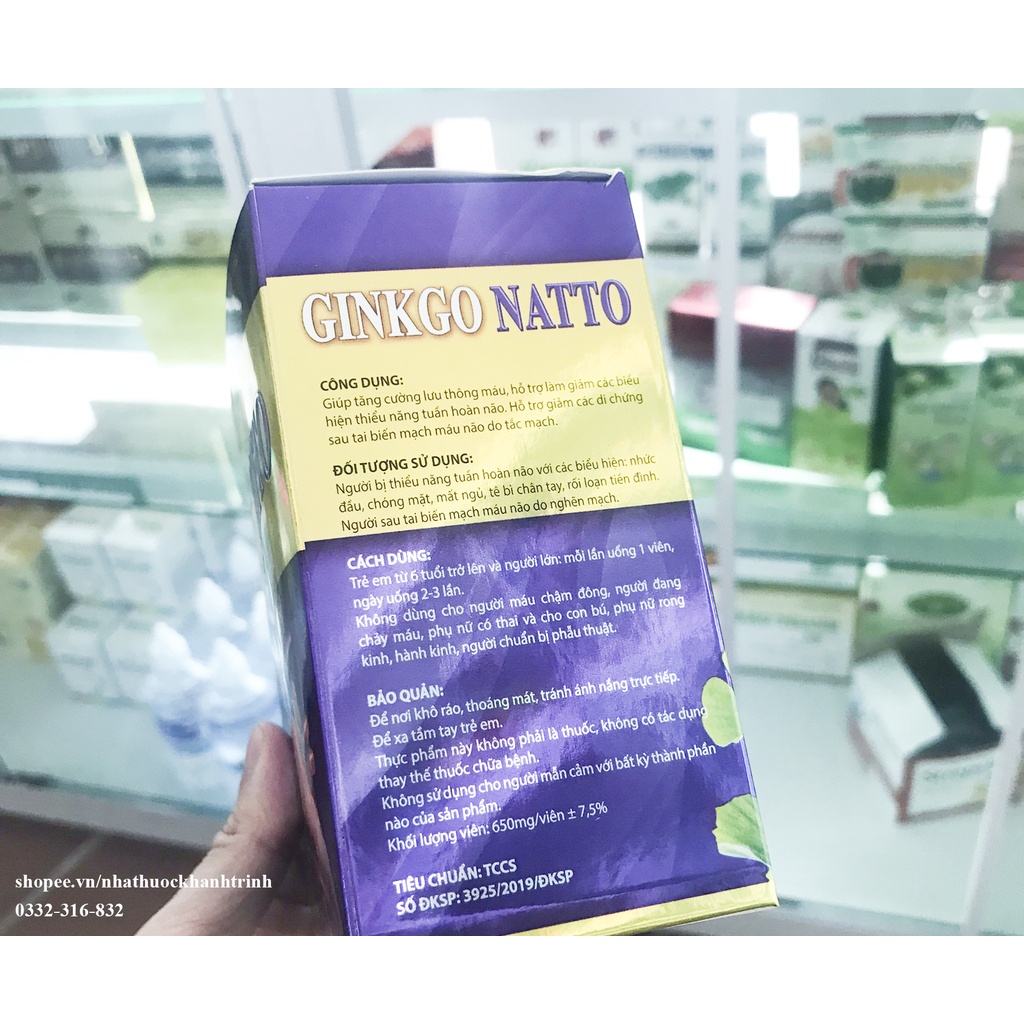 GINKGO NATTO
CÔNG DỤNG:
Giúp tăng cường lưu thông máu, hỗ trợ làm giảm các biểu
hiện thiểu năng tuần hoàn não. Hỗ trợ giảm các di chứng
sau tai biến mạch máu não do tắc mạch.
ĐỐI TƯỢNG SỬ DỤNG:
Người bị thiểu năng tuần hoàn não với các biểu hiên: nhức
đầu, chóng mặt, mất ngủ, tê bì chân tay, rối loạn tiền đình.
Người sau tai biến mạch máu não do nghẽn mạch.
CÁCH DÙNG:
Trẻ em từ 6 tuổi trở lên và người lớn: mỗi lần uống 1 viên,
ngày uống 2-3 lần.
Không dùng cho người máu chậm đông, người đang
chảy máu, phụ nữ có thai và cho con bú, phụ nữ rong
kinh, hành kinh, người chuẩn bị phẫu thuật.
BẢO QUẢN:
Để nơi khô ráo, thoáng mát, tránh ánh nắng trực tiếp.
Để xa tầm tay trẻ em.
Thực phẩm này không phải là thuốc, không có tác dụng
thay thế thuốc chữa bệnh.
Không sử dụng cho người mẫn cảm với bất kỳ thành phần
nào của sản phẩm.
Khối lượng viên: 650mg/viên ± 7,5%
TIÊU CHUẨN: TCCS
SỐ ĐKSP: 3925/2019/ĐKSP
shopee.vn/nhathuockhanhtrinh
0332-316-832